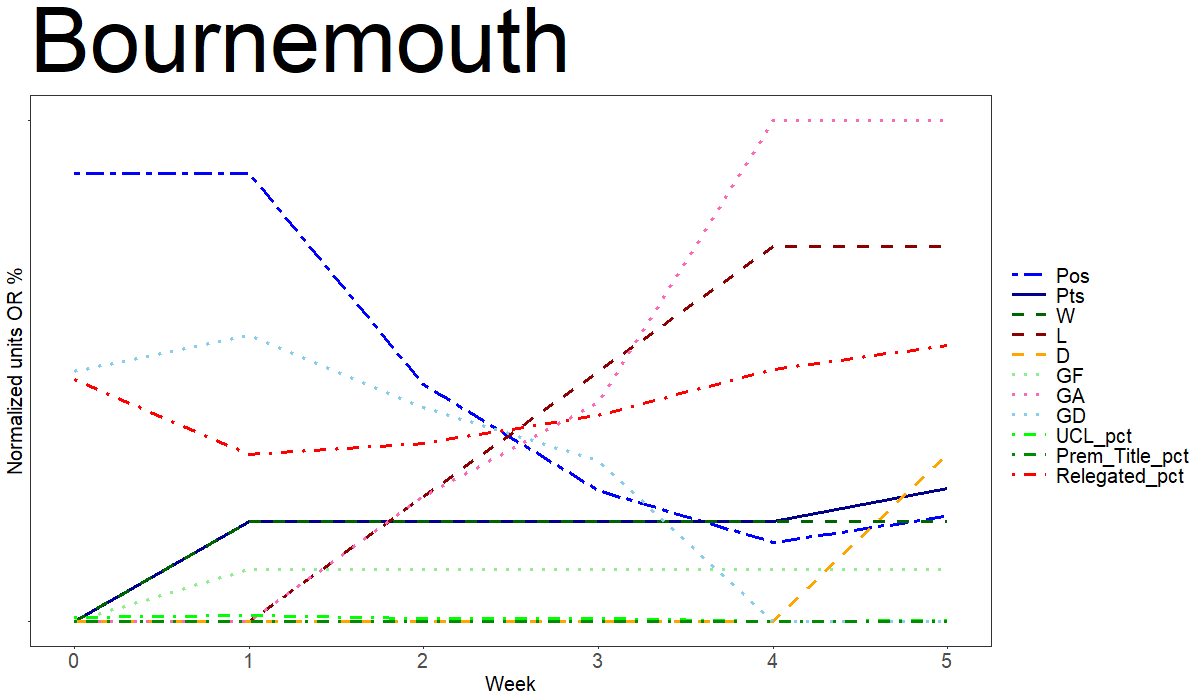 Bournemouth
Normalized units OR %
Pos
Pts
W
L
D
GF
GA
GD
UCL_pct
Prem_Title_pct
Relegated_pct
0 1 2 3 4 5
Week